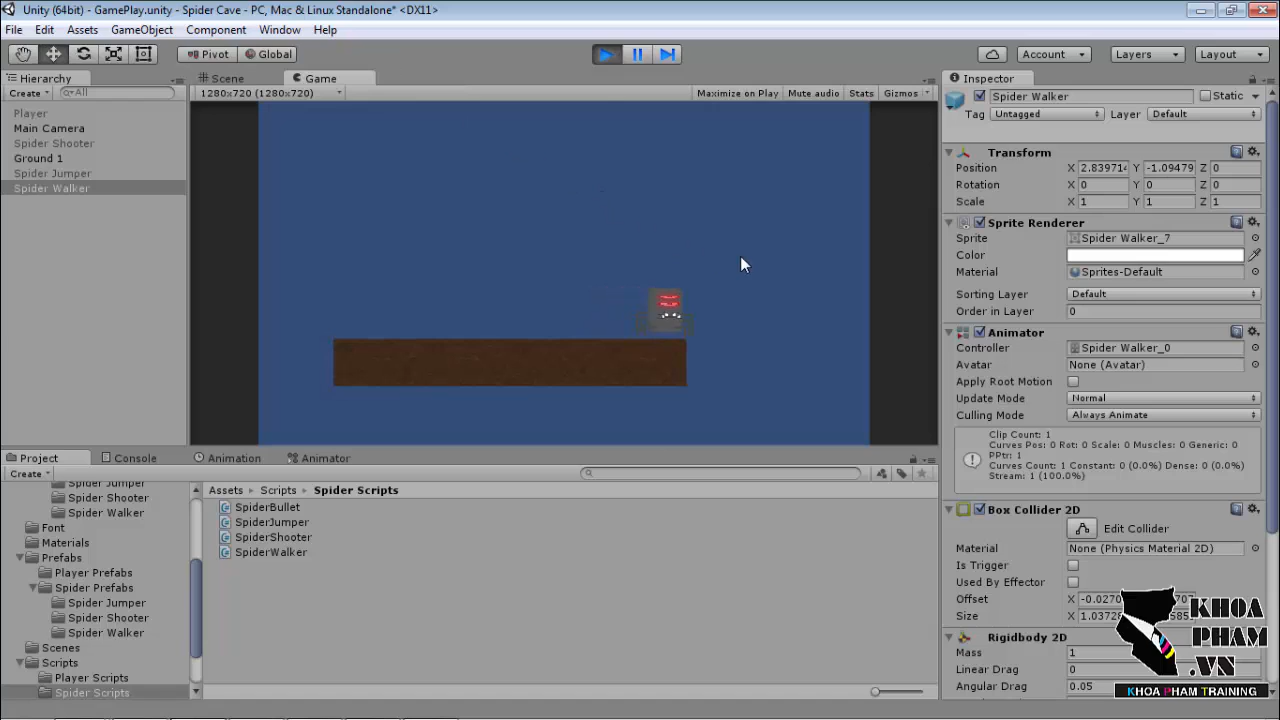 Unity (64bit) - GamePlay.unity - Spider Cave - PC, Mac & Linux Standalone* <DX11>
File Edit Assets GameObject Component Window Help
Pivot Global Account Layers Layout
Hierarchy Scene Game Inspector
Create All 1280x720 (1280x720) Maximize on Play Mute audio Stats Gizmos
Spider Walker Static
Tag Untagged Layer Default
Player
Main Camera
Spider Shooter
Ground 1
Spider Jumper
Spider Walker
Transform
Position X 2.839714 Y -1.09479 Z 0
Rotation X 0 Y 0 Z 0
Scale X 1 Y 1 Z 1
Sprite Renderer
Sprite Spider Walker_7
Color
Material Sprites-Default
Sorting Layer Default
Order in Layer 0
Animator
Controller Spider Walker_0
Avatar None (Avatar)
Apply Root Motion
Update Mode Normal
Culling Mode Always Animate
Clip Count: 1
Curves Pos: 0 Rot: 0 Scale: 0 Muscles: 0 Generic: 0
PPtr: 1
Curves Count: 1 Constant: 0 (0.0%) Dense: 0 (0.0%)
Stream: 1 (100.0%)
Box Collider 2D
Edit Collider
Material None (Physics Material 2D)
Is Trigger
Used By Effector
Offset X
Size X
Rigidbody 2D
Mass 1
Linear Drag 0
Angular Drag 0.05
Project Console Animation Animator
Create
Spider Jumper
Spider Shooter
Spider Walker
Font
Materials
Prefabs
Player Prefabs
Spider Prefabs
Spider Jumper
Spider Shooter
Spider Walker
Scenes
Scripts
Player Scripts
Spider Scripts
Assets Scripts Spider Scripts
SpiderBullet
SpiderJumper
SpiderShooter
SpiderWalker
KHOA
PHAM
.VN
KHOA PHAM TRAINING